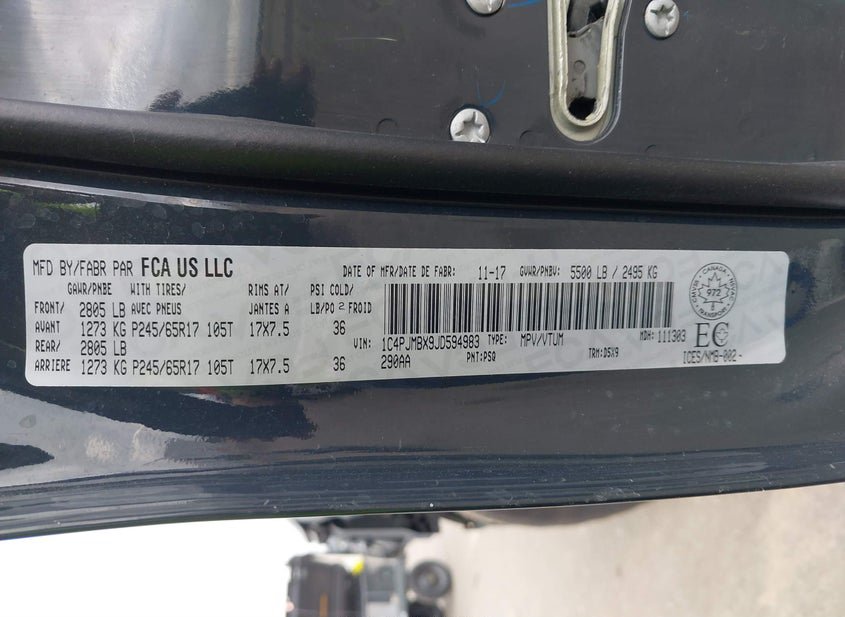 MFD BY/FABR PAR FCA US LLC DATE OF MFR/DATE DE FABR: 11-17 GVWR/PNBV: 5500 LB / 2495 KG
GAWR/PNBE WITH TIRES/ RIMS AT/ PSI COLD/
FRONT/ 2805 LB AVEC PNEUS JANTES A LB/PO 2 FROID
AVANT 1273 KG P245/65R17 105T 17X7.5 36
REAR/ 2805 LB
ARRIERE 1273 KG P245/65R17 105T 17X7.5 36
VIN: 1C4PJMBX9JD594983 TYPE: MPV/VTUM MDH: 111303
290AA PNT: PSQ TRM: D5X9
CANADA
972
TRANSPORT
EC
ICES/NMB-002-